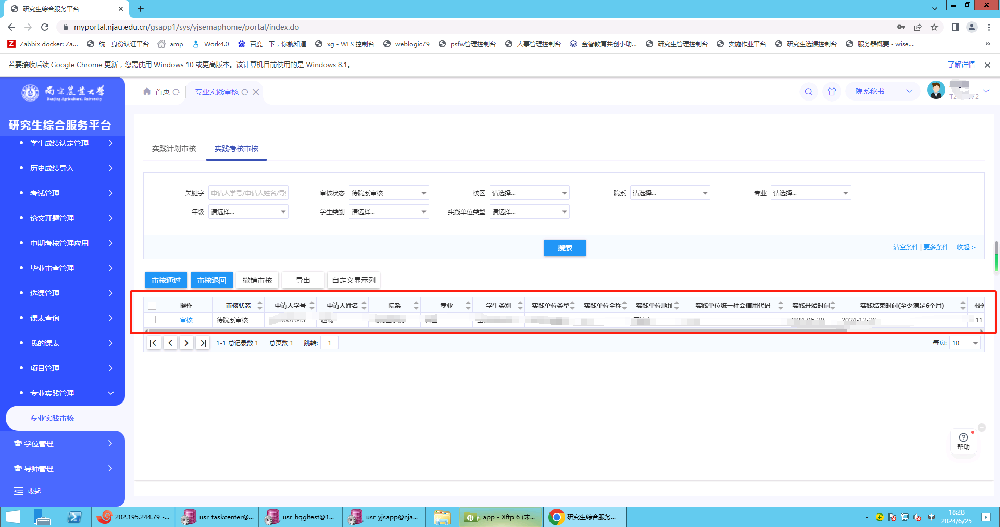 研究生综合服务平台
myportal.njau.edu.cn/gsapp1/sys/yjsemaphome/portal/index.do
Zabbix docker: Za... 统一身份认证平台 amp Work4.0 百度一下，你就知道 xg - WLS 控制台 weblogic79 psfw管理控制台 人事管理控制台 金智教育共创小助... 研究生管理控制台 实施作业平台 研究生选课控制台 服务器概要 - wise... »
若要接收后续 Google Chrome 更新，您需使用 Windows 10 或更高版本。该计算机目前使用的是 Windows 8.1。 了解详情
南京农业大学
Nanjing Agricultural University
首页 专业实践审核 院系秘书
研究生综合服务平台
学生成绩认定管理
历史成绩导入
考试管理
论文开题管理
中期考核管理应用
毕业审查管理
选课管理
课表查询
我的课表
项目管理
专业实践管理
专业实践审核
学位管理
导师管理
收起
实践计划审核 实践考核审核
关键字 申请人学号/申请人姓名/导 审核状态 待院系审核 校区 请选择... 院系 请选择... 专业 请选择...
年级 请选择... 学生类别 请选择... 实践单位类型 请选择...
搜索 清空条件 | 更多条件 收起 >
审核通过 审核退回 撤销审核 导出 自定义显示列
操作 审核状态 申请人学号 申请人姓名 院系 专业 学生类别 实践单位类型 实践单位全称 实践单位地址 实践单位统一社会信用代码 实践开始时间 实践结束时间(至少满足6个月) 校外
审核 待院系审核 111
1-1 总记录数 1 总页数 1 跳转: 1 每页: 10
帮助
202.195.244.79 -... usr_taskcenter@... usr_hqgltest@1... usr_yjsapp@nja... app - Xftp 6 (未... 研究生综合服务... 中 18:28
2024/6/25